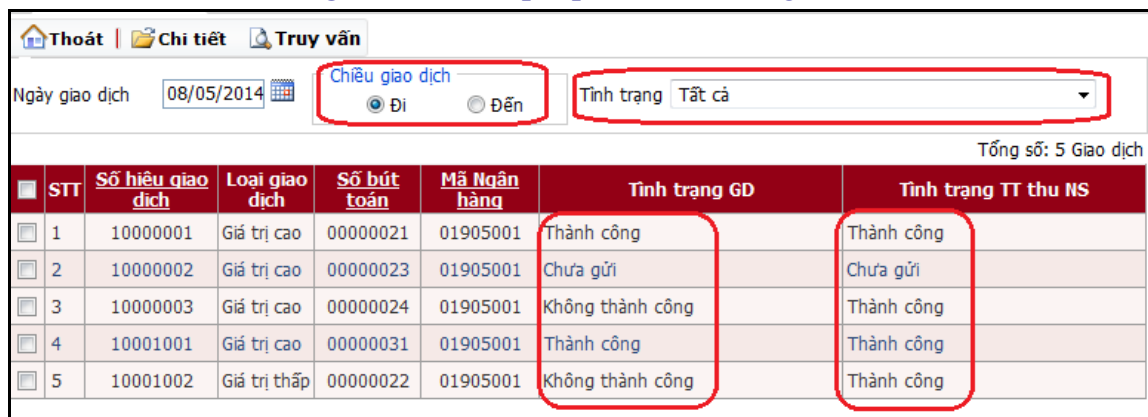 Thoát | Chi tiết Truy vấn
Chiều giao dịch
Ngày giao dịch 08/05/2014 Đi Đến Tình trạng Tất cả
Tổng số: 5 Giao dịch
STT Số hiệu giao dịch Loại giao dịch Số bút toán Mã Ngân hàng Tình trạng GD Tình trạng TT thu NS
1 10000001 Giá trị cao 00000021 01905001 Thành công Thành công
2 10000002 Giá trị cao 00000023 01905001 Chưa gửi Chưa gửi
3 10000003 Giá trị cao 00000024 01905001 Không thành công Thành công
4 10001001 Giá trị cao 00000031 01905001 Thành công Thành công
5 10001002 Giá trị thấp 00000022 01905001 Không thành công Thành công